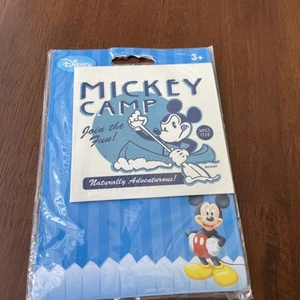 Disney
3+
MICKEY
CAMP
Join the
Fun!
SINCE
1928
Naturally Adventurous!